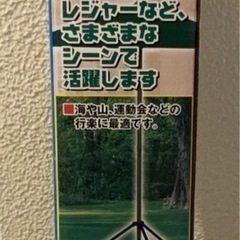 レジャーなど、
さまざまな
シーンで
活躍します
■海や山、運動会などの
行楽に最適です。